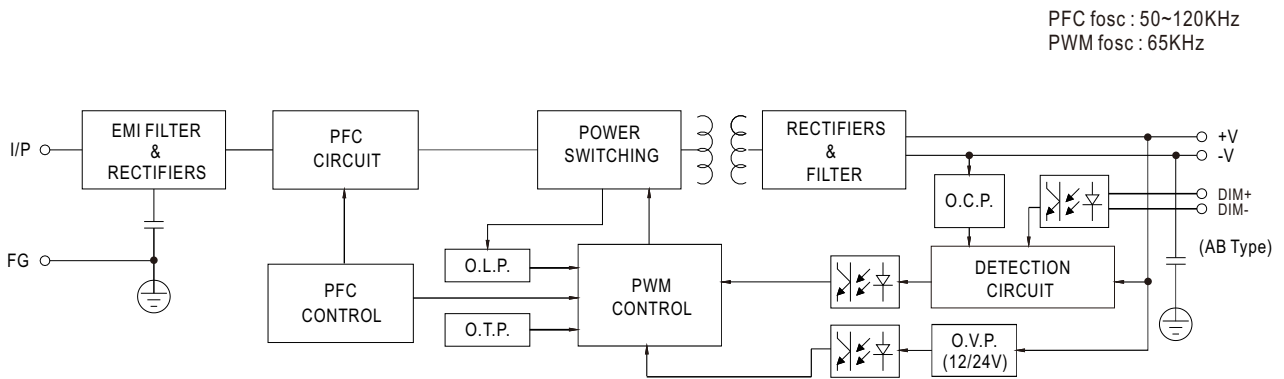 PFC fosc : 50~120KHz
PWM fosc : 65KHz
I/P
EMI FILTER
&
RECTIFIERS
PFC
CIRCUIT
POWER
SWITCHING
RECTIFIERS
&
FILTER
+V
-V
O.C.P.
DIM+
DIM-
(AB Type)
FG
O.L.P.
PFC
CONTROL
PWM
CONTROL
DETECTION
CIRCUIT
O.T.P.
O.V.P.
(12/24V)